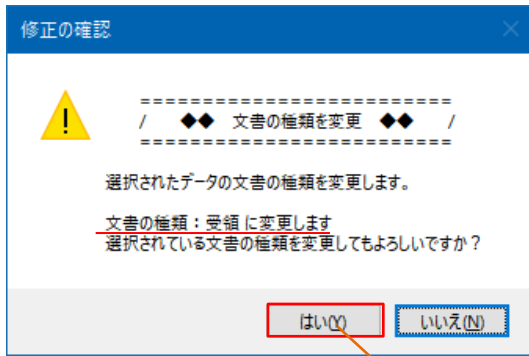 修正の確認
==========================
/ ◆◆ 文書の種類を変更 ◆◆ /
==========================
選択されたデータの文書の種類を変更します。
文書の種類：受領 に変更します
選択されている文書の種類を変更してもよろしいですか？
はい(Y) いいえ(N)